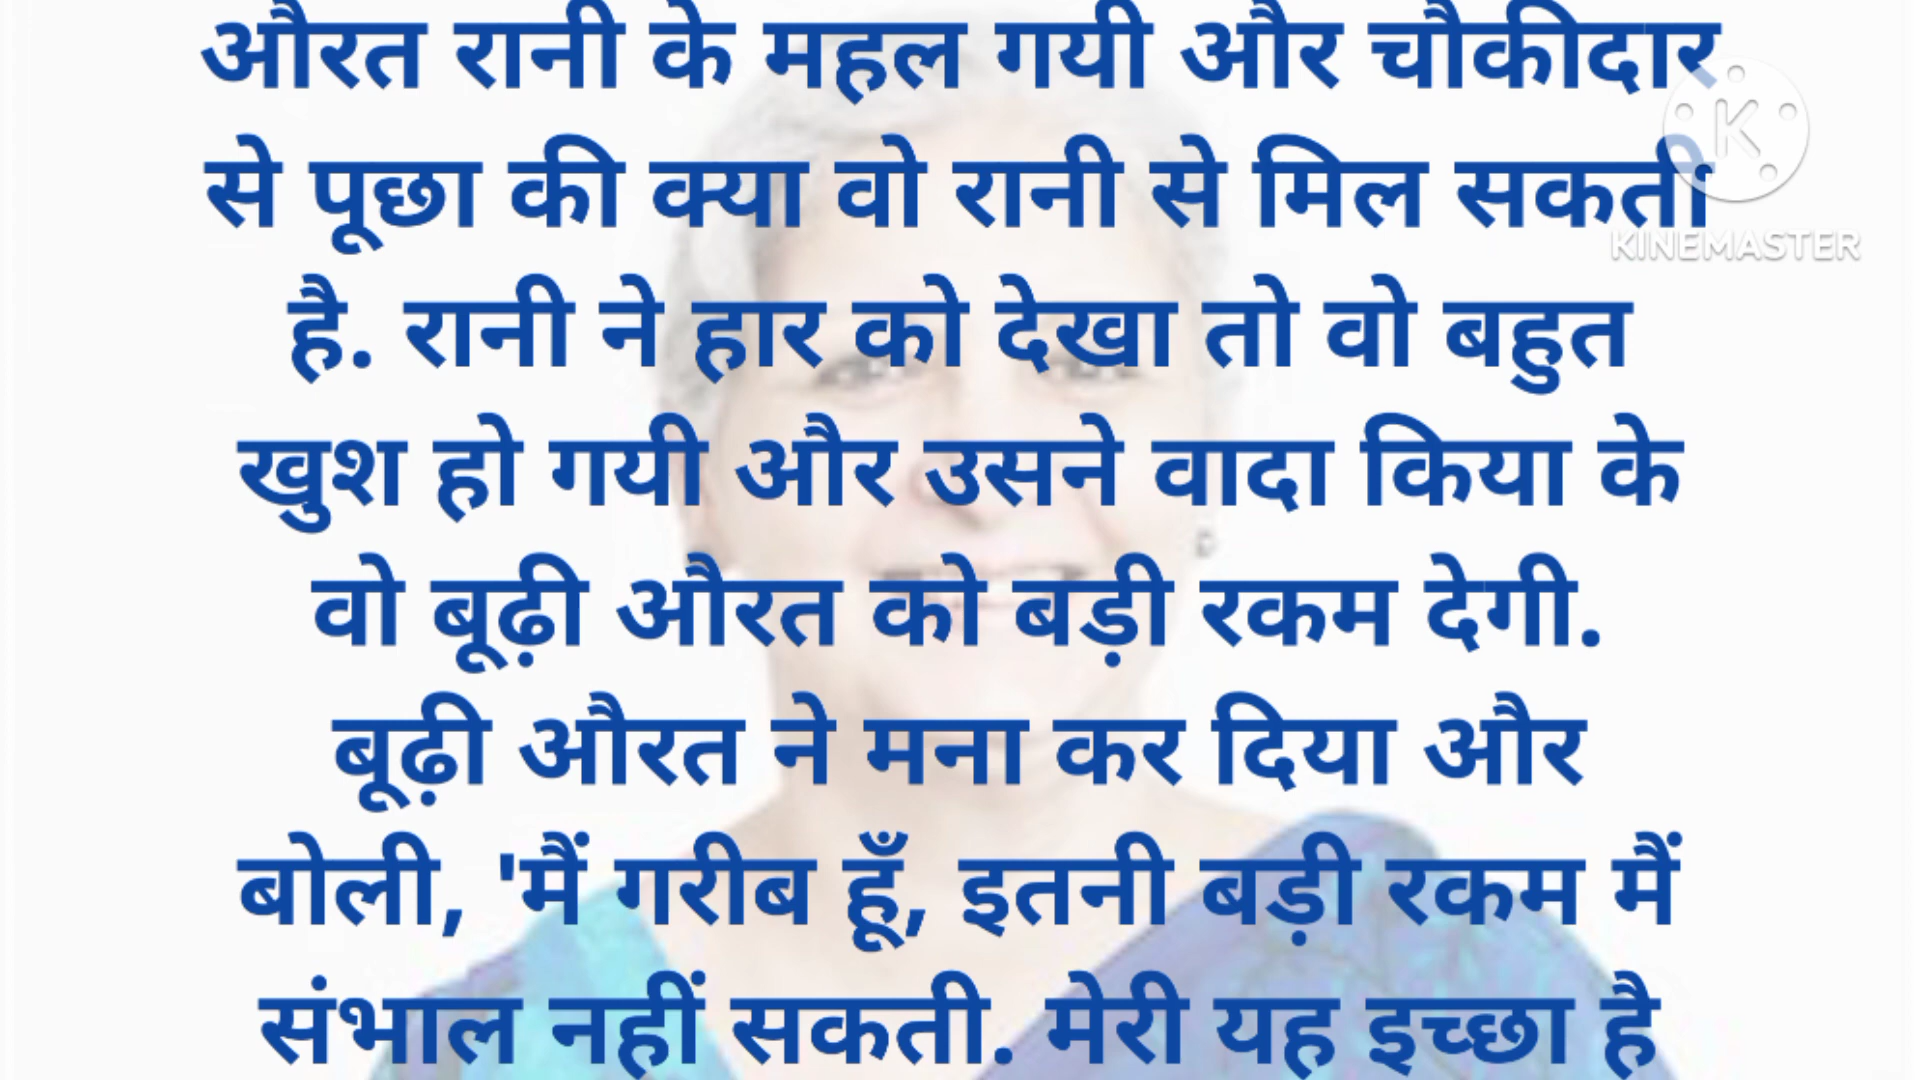 औरत रानी के महल गयी और चौकीदार
से पूछा की क्या वो रानी से मिल सकती
है. रानी ने हार को देखा तो वो बहुत
खुश हो गयी और उसने वादा किया के
वो बूढ़ी औरत को बड़ी रकम देगी.
बूढ़ी औरत ने मना कर दिया और
बोली, 'मैं गरीब हूँ, इतनी बड़ी रकम मैं
संभाल नहीं सकती. मेरी यह इच्छा है
K
KINEMASTER